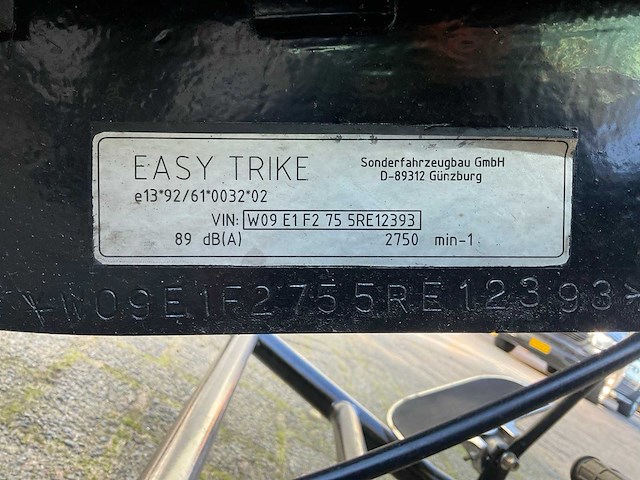 EASY TRIKE
Sonderfahrzeugbau GmbH
D-89312 Günzburg
e13*92/61*0032*02
VIN: W09 E1 F2 75 5RE12393
89 dB(A) 2750 min-1
W09E1F2755RE12393